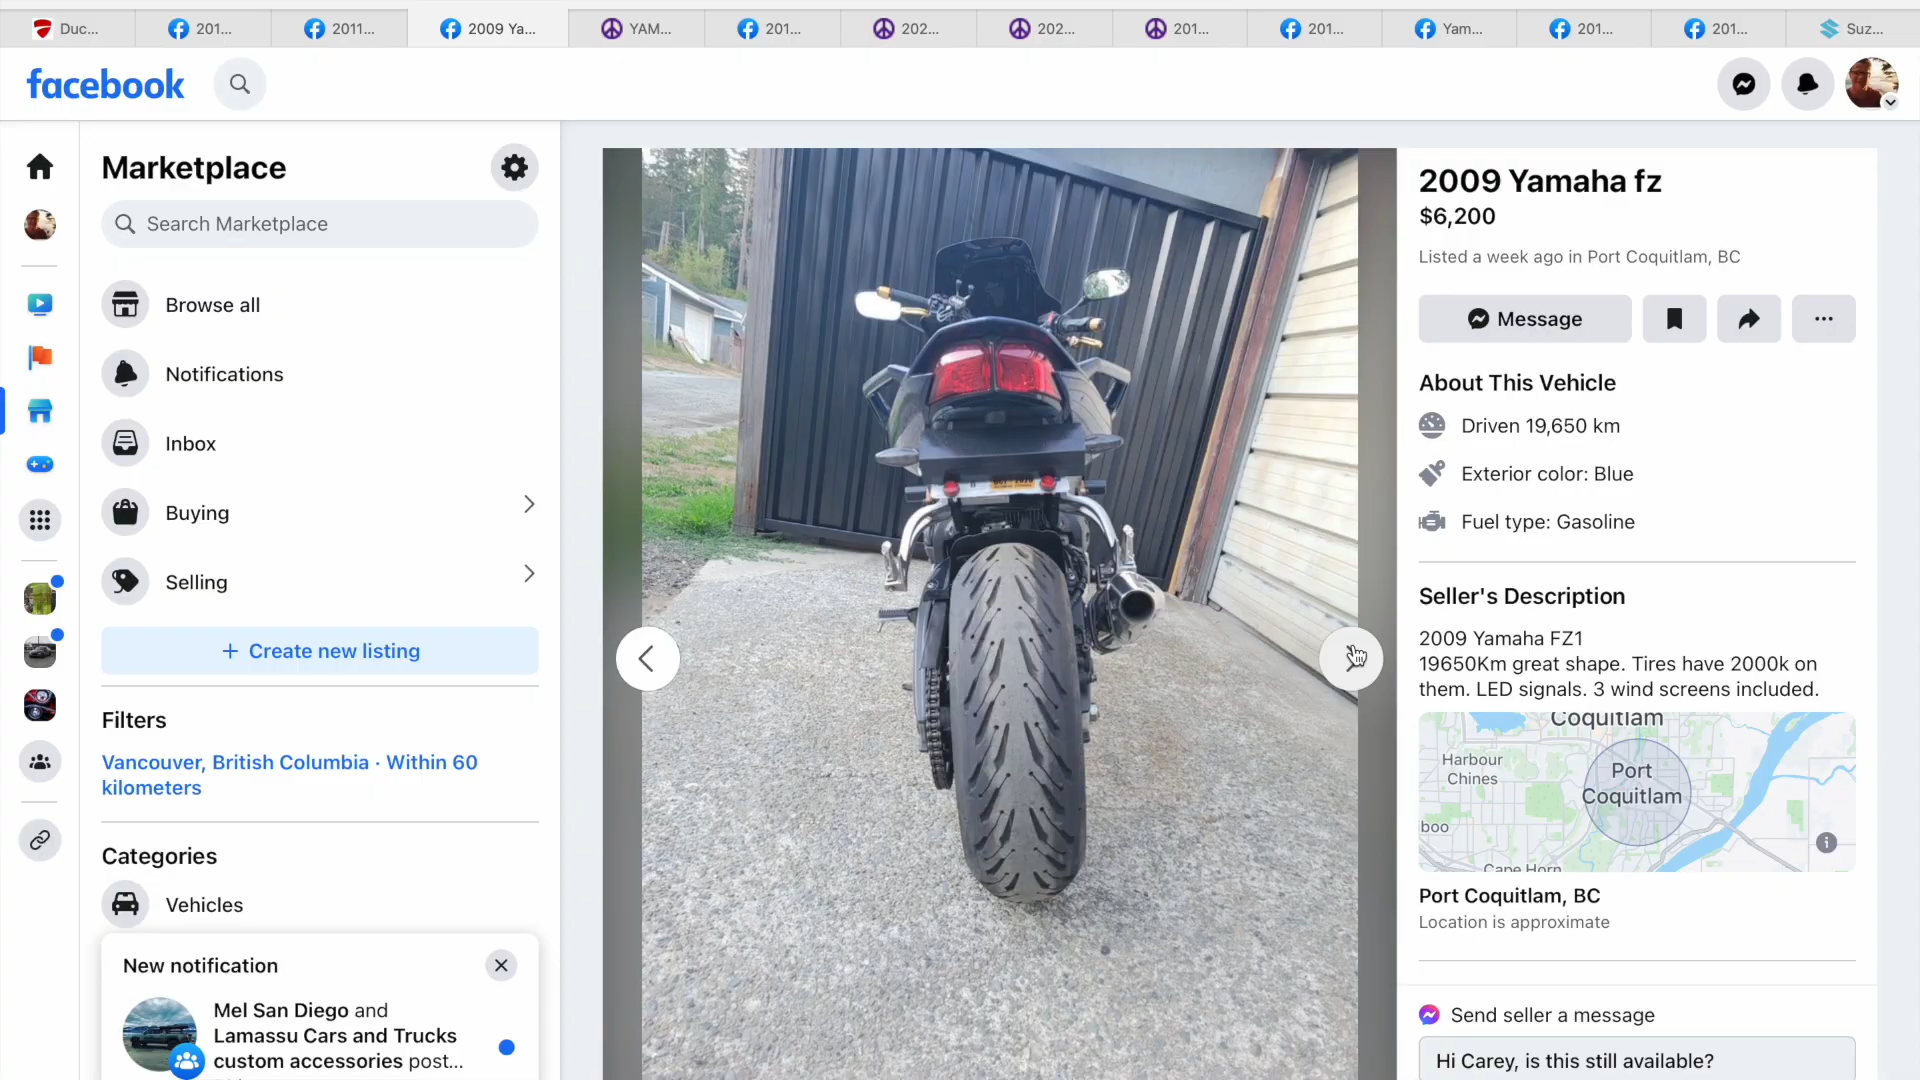 Duc...
201...
2011...
2009 Ya...
YAM...
201...
202...
202...
201...
201...
Yam...
201...
201...
Suz...
facebook
Marketplace
Search Marketplace
Browse all
Notifications
Inbox
Buying
Selling
+ Create new listing
Filters
Vancouver, British Columbia · Within 60
kilometers
Categories
Vehicles
New notification
Mel San Diego and
Lamassu Cars and Trucks
custom accessories post...
2009 Yamaha fz
$6,200
Listed a week ago in Port Coquitlam, BC
Message
About This Vehicle
Driven 19,650 km
Exterior color: Blue
Fuel type: Gasoline
Seller's Description
2009 Yamaha FZ1
19650Km great shape. Tires have 2000k on
them. LED signals. 3 wind screens included.
Coquitlam
Harbour
Chines
Port
Coquitlam
boo
Cape Horn
Port Coquitlam, BC
Location is approximate
Send seller a message
Hi Carey, is this still available?